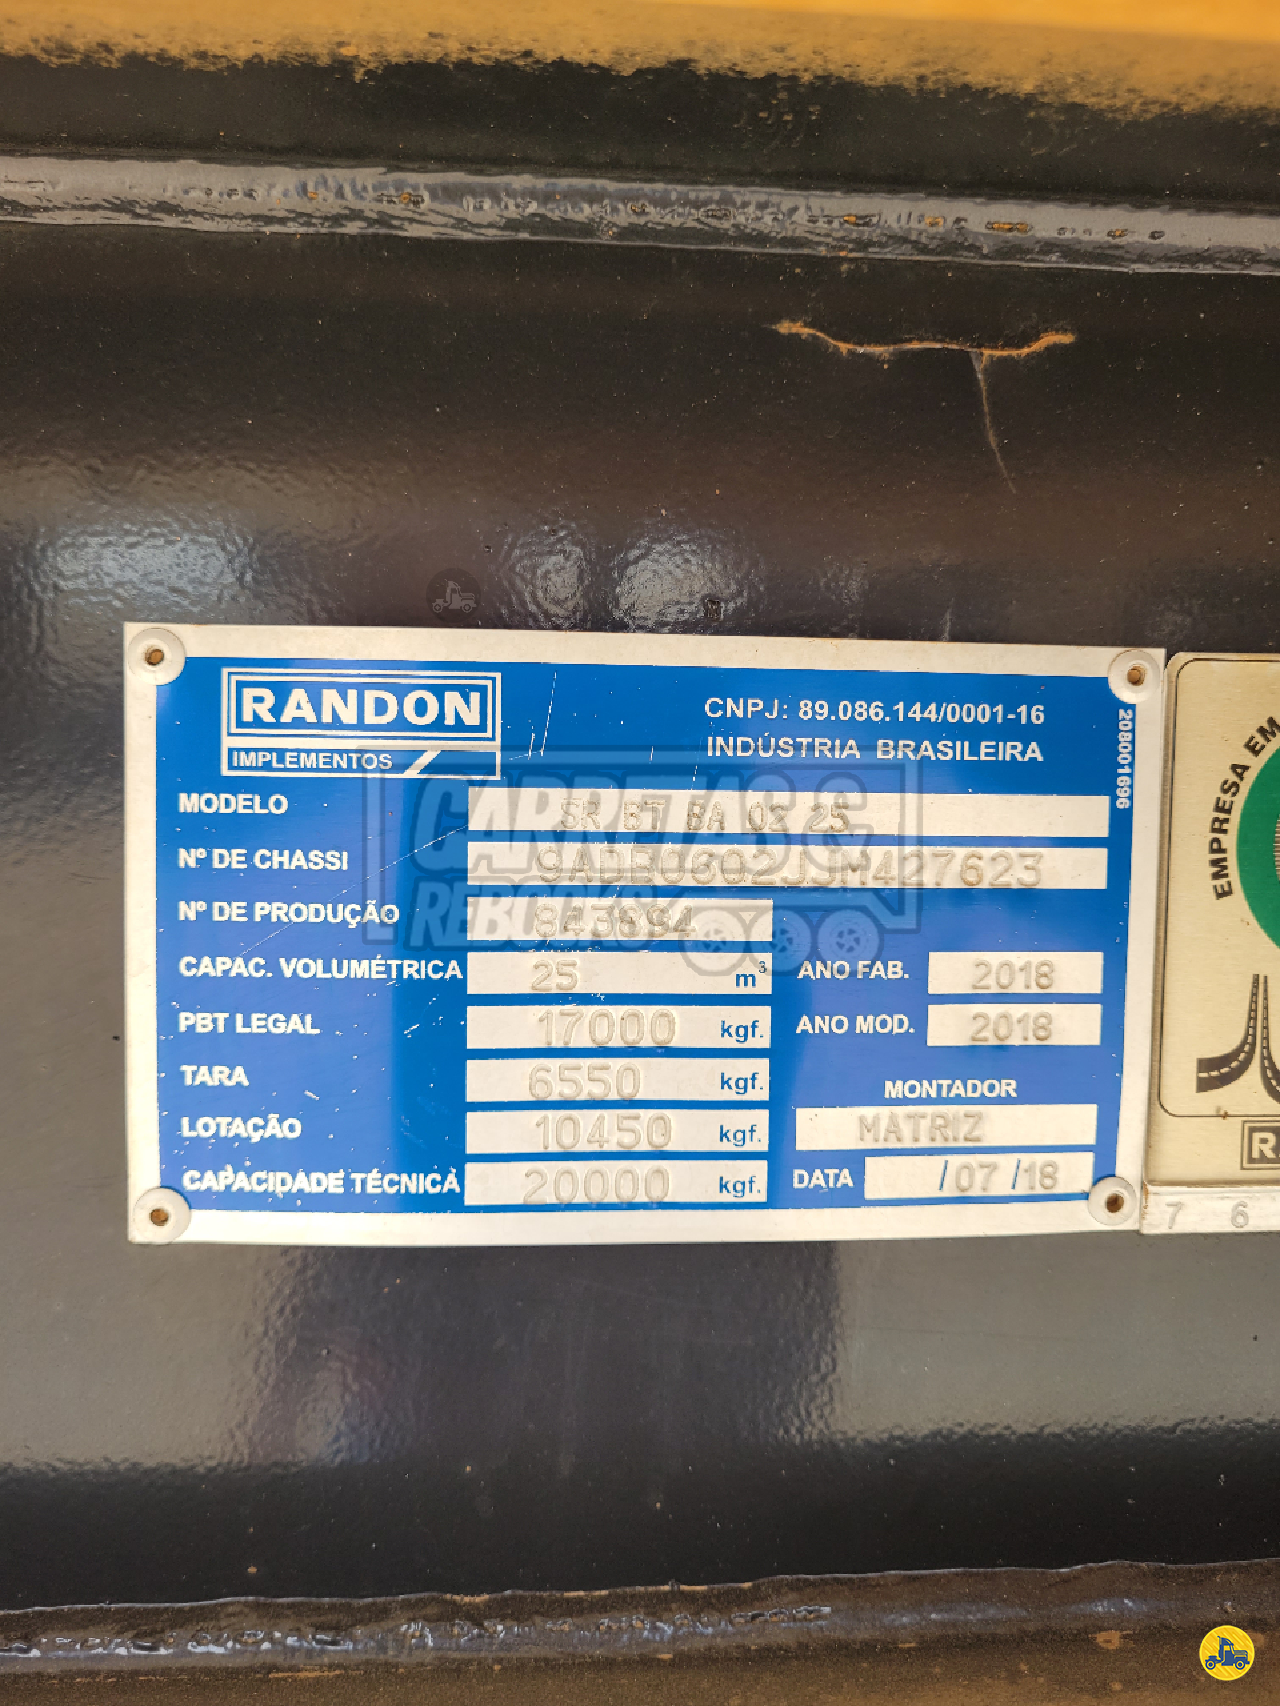 RANDON
IMPLEMENTOS
CNPJ: 89.086.144/0001-16
INDÚSTRIA BRASILEIRA
208001696
MODELO SR BT BA 02 25
Nº DE CHASSI 9ADB0602JJM427623
Nº DE PRODUÇÃO 843694
CAPAC. VOLUMÉTRICA 25 m³ ANO FAB. 2018
PBT LEGAL 17000 kgf. ANO MOD. 2018
TARA 6550 kgf.
MONTADOR
LOTAÇÃO 10450 kgf. MATRIZ
CAPACIDADE TÉCNICA 20000 kgf. DATA /07/18
CARRETAS &
REBOCKS
EMPRESA EM
7 6